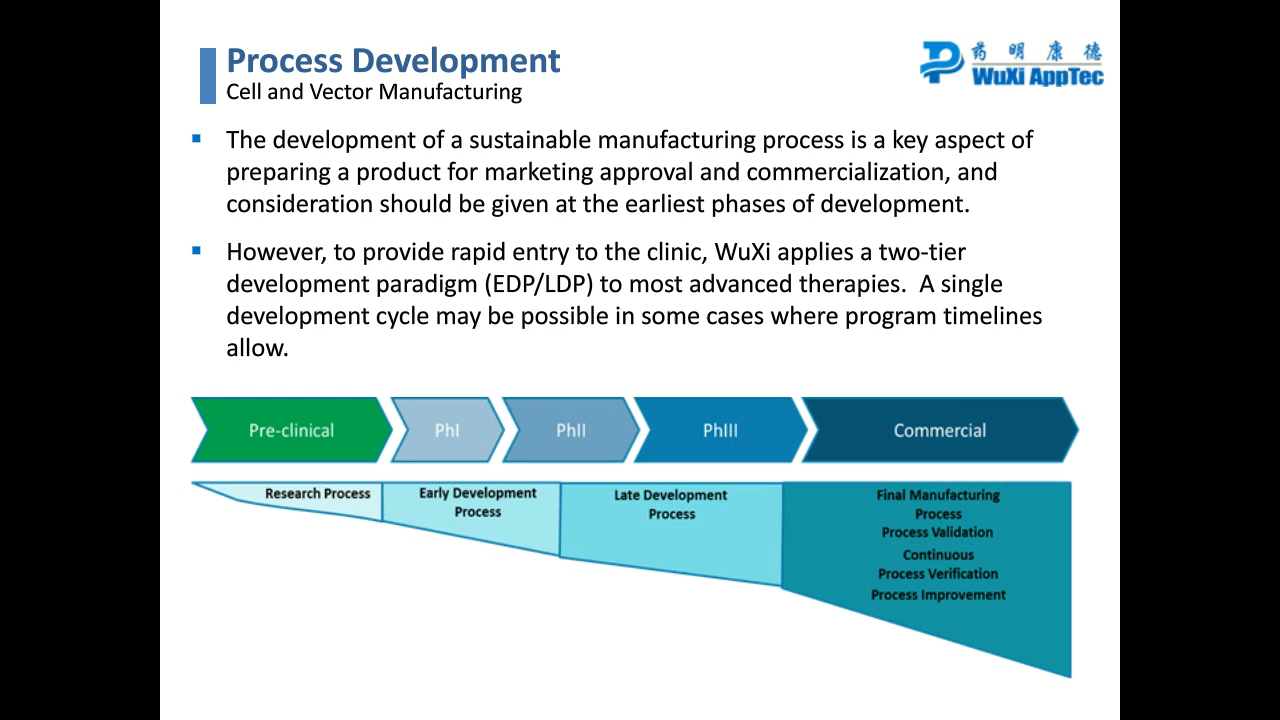 Process Development
Cell and Vector Manufacturing
药明康德
WuXi AppTec
▪ The development of a sustainable manufacturing process is a key aspect of
preparing a product for marketing approval and commercialization, and
consideration should be given at the earliest phases of development.
▪ However, to provide rapid entry to the clinic, WuXi applies a two-tier
development paradigm (EDP/LDP) to most advanced therapies.  A single
development cycle may be possible in some cases where program timelines
allow.
Pre-clinical
PhI
PhII
PhIII
Commercial
Research Process
Early Development
Process
Late Development
Process
Final Manufacturing
Process
Process Validation
Continuous
Process Verification
Process Improvement